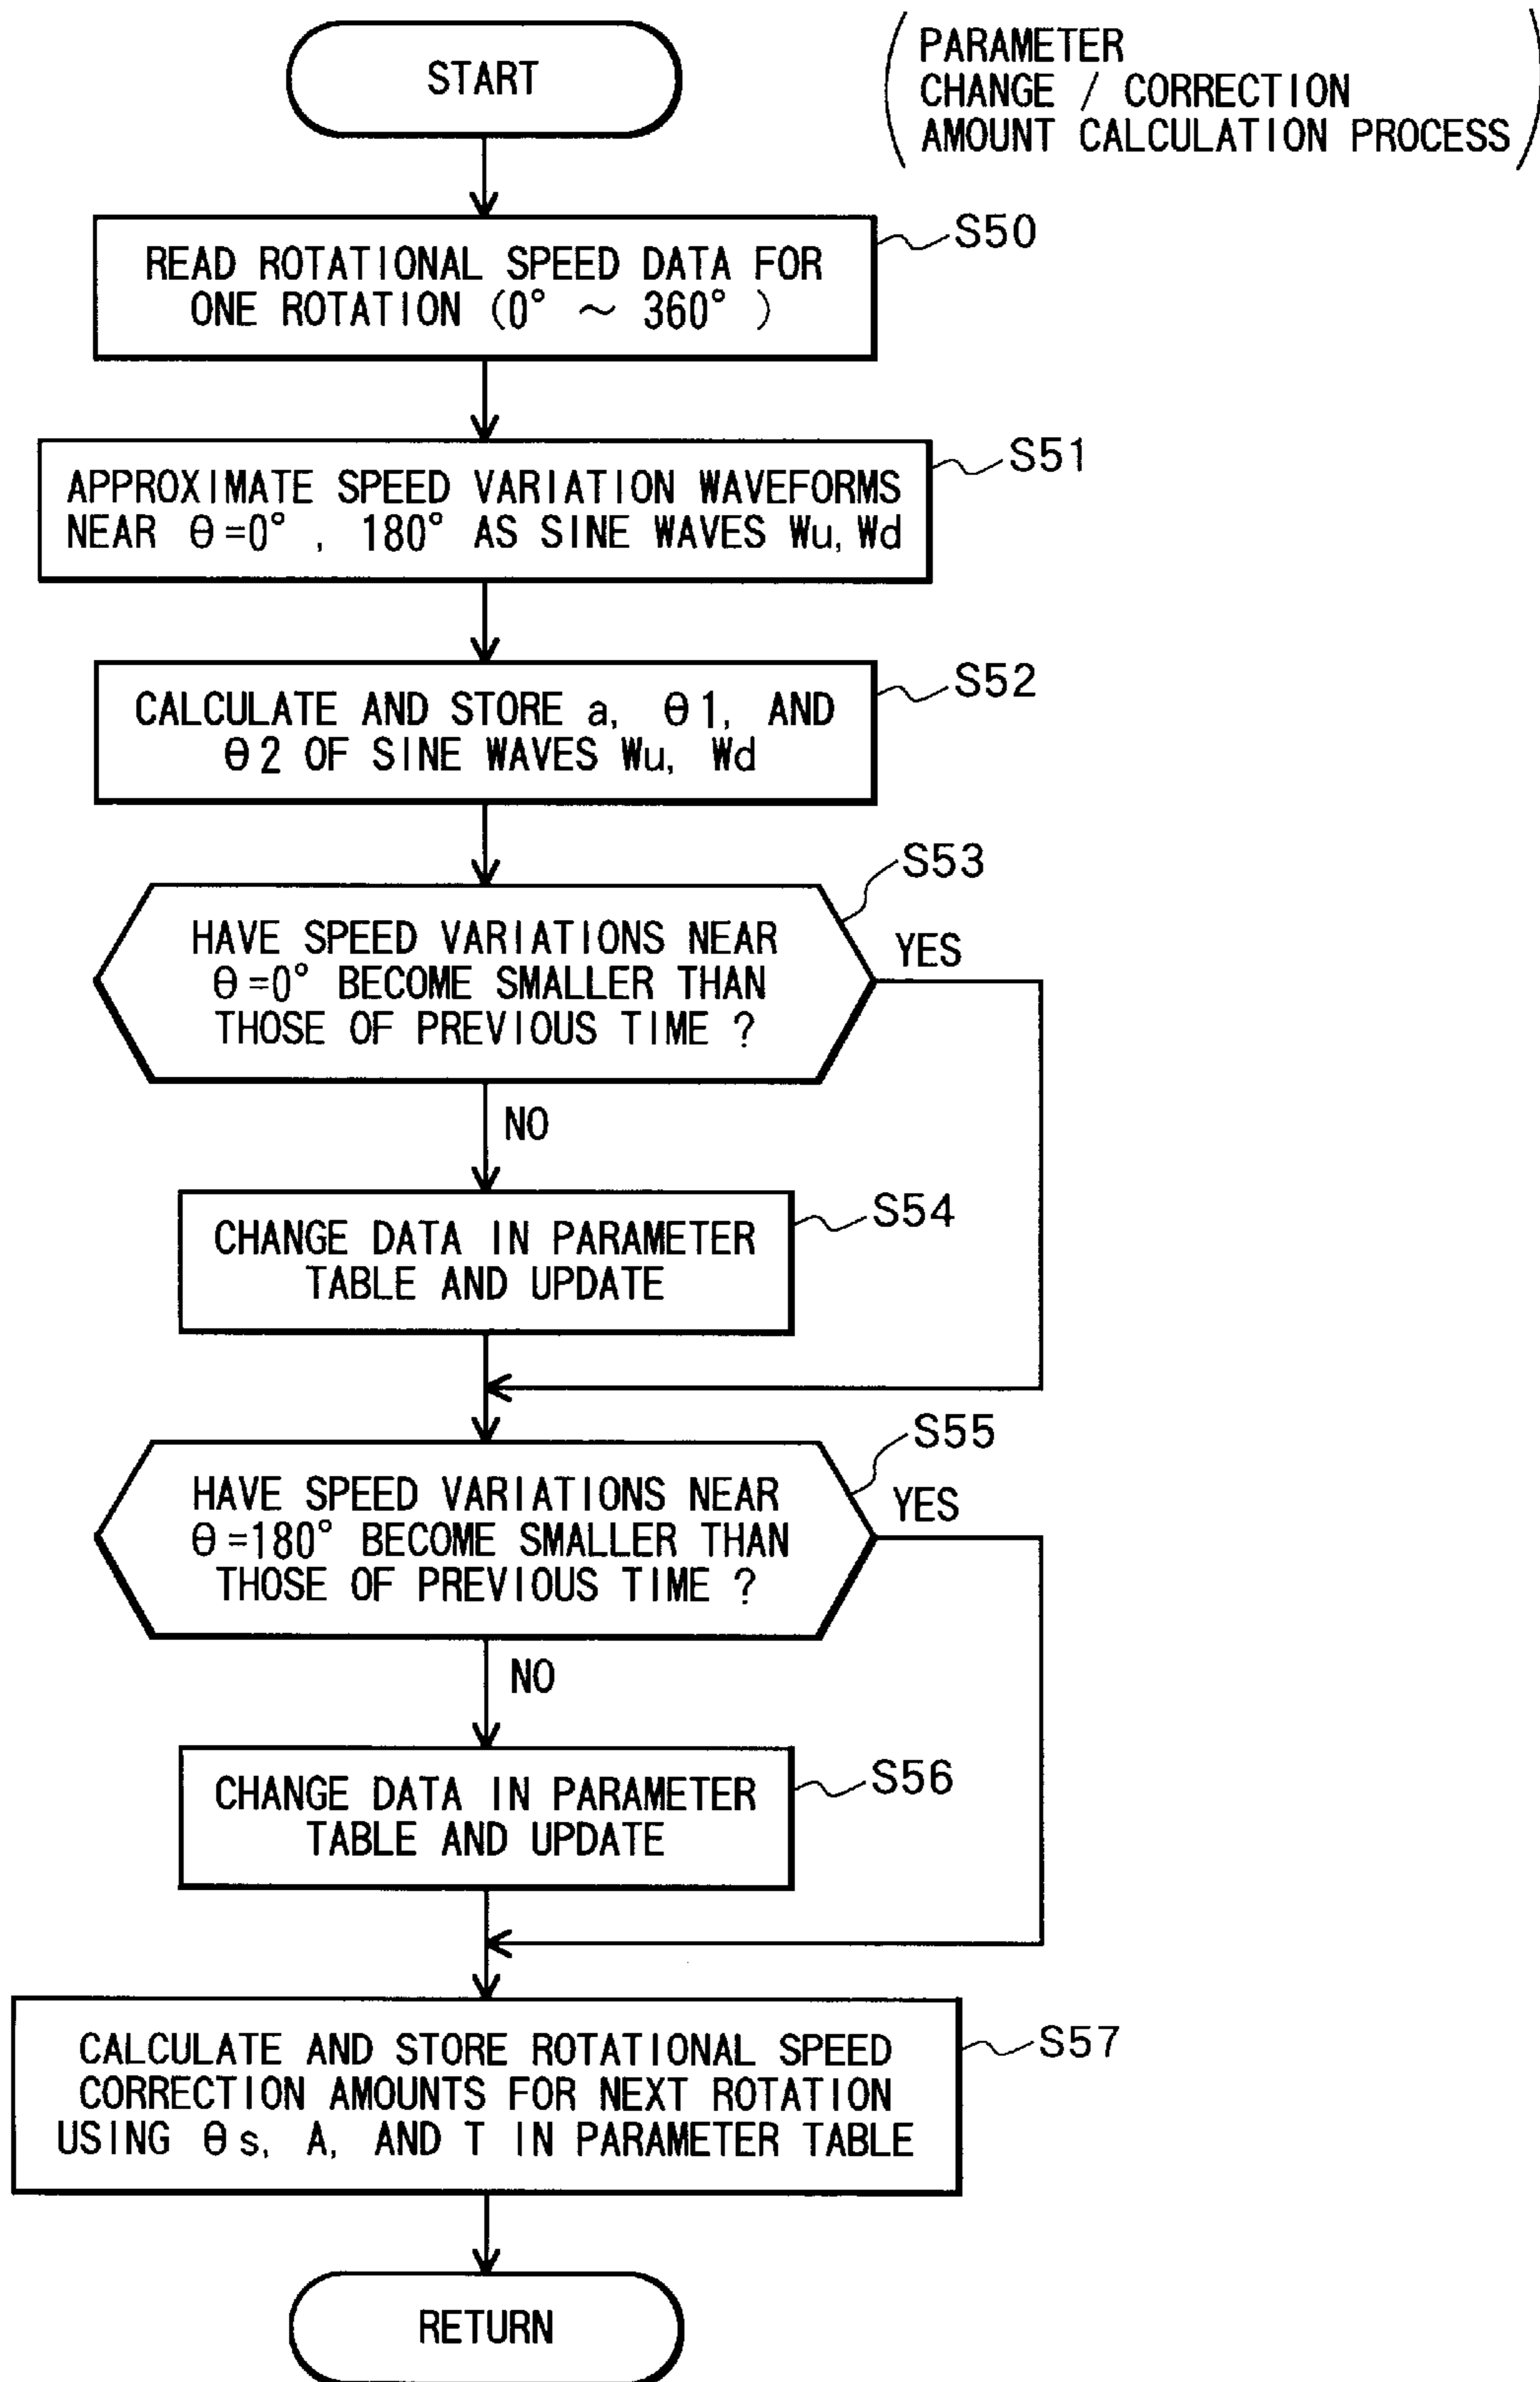 START
PARAMETER
CHANGE / CORRECTION
AMOUNT CALCULATION PROCESS
S50
READ ROTATIONAL SPEED DATA FOR
ONE ROTATION (0° ~ 360° )
S51
APPROXIMATE SPEED VARIATION WAVEFORMS
NEAR θ=0° , 180° AS SINE WAVES Wu, Wd
S52
CALCULATE AND STORE a, θ1, AND
θ2 OF SINE WAVES Wu, Wd
S53
HAVE SPEED VARIATIONS NEAR
θ=0° BECOME SMALLER THAN
THOSE OF PREVIOUS TIME ?
YES
NO
S54
CHANGE DATA IN PARAMETER
TABLE AND UPDATE
S55
HAVE SPEED VARIATIONS NEAR
θ=180° BECOME SMALLER THAN
THOSE OF PREVIOUS TIME ?
YES
NO
S56
CHANGE DATA IN PARAMETER
TABLE AND UPDATE
S57
CALCULATE AND STORE ROTATIONAL SPEED
CORRECTION AMOUNTS FOR NEXT ROTATION
USING θs, A, AND T IN PARAMETER TABLE
RETURN